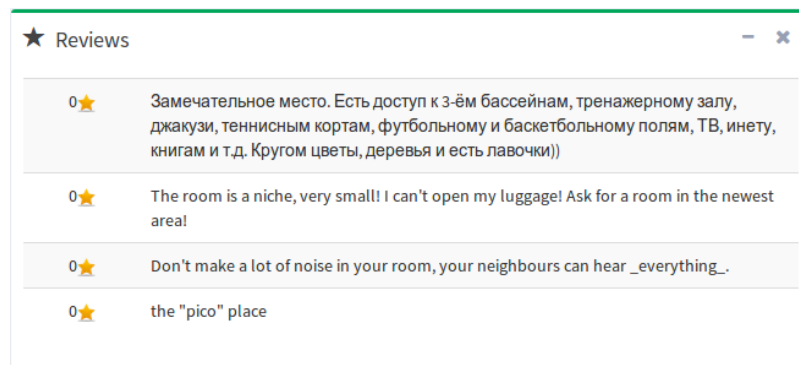 Reviews
0
Замечательное место. Есть доступ к 3-ём бассейнам, тренажерному залу,
джакузи, теннисным кортам, футбольному и баскетбольному полям, ТВ, инету,
книгам и т.д. Кругом цветы, деревья и есть лавочки))
0
The room is a niche, very small! I can't open my luggage! Ask for a room in the newest
area!
0
Don't make a lot of noise in your room, your neighbours can hear _everything_.
0
the "pico" place